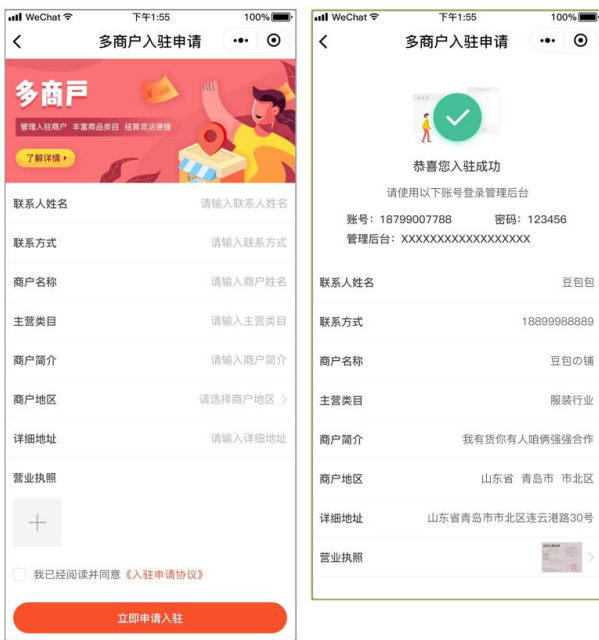 WeChat 下午1:55 100%
多商户入驻申请
多商户
管理入驻商户 丰富商品类目 结算灵活便捷
了解详情
联系人姓名 请输入联系人姓名
联系方式 请输入联系方式
商户名称 请输入商户姓名
主营类目 请输入主营类目
商户简介 请输入商户简介
商户地区 请选择商户地区
详细地址 请输入详细地址
营业执照
我已经阅读并同意《入驻申请协议》
立即申请入驻
WeChat 下午1:55 100%
多商户入驻申请
恭喜您入驻成功
请使用以下账号登录管理后台
账号：18799007788 密码：123456
管理后台：XXXXXXXXXXXXXXXXXX
联系人姓名 豆包包
联系方式 18899988889
商户名称 豆包の铺
主营类目 服装行业
商户简介 我有货你有人咱俩强强合作
商户地区 山东省 青岛市 市北区
详细地址 山东省青岛市市北区连云港路30号
营业执照